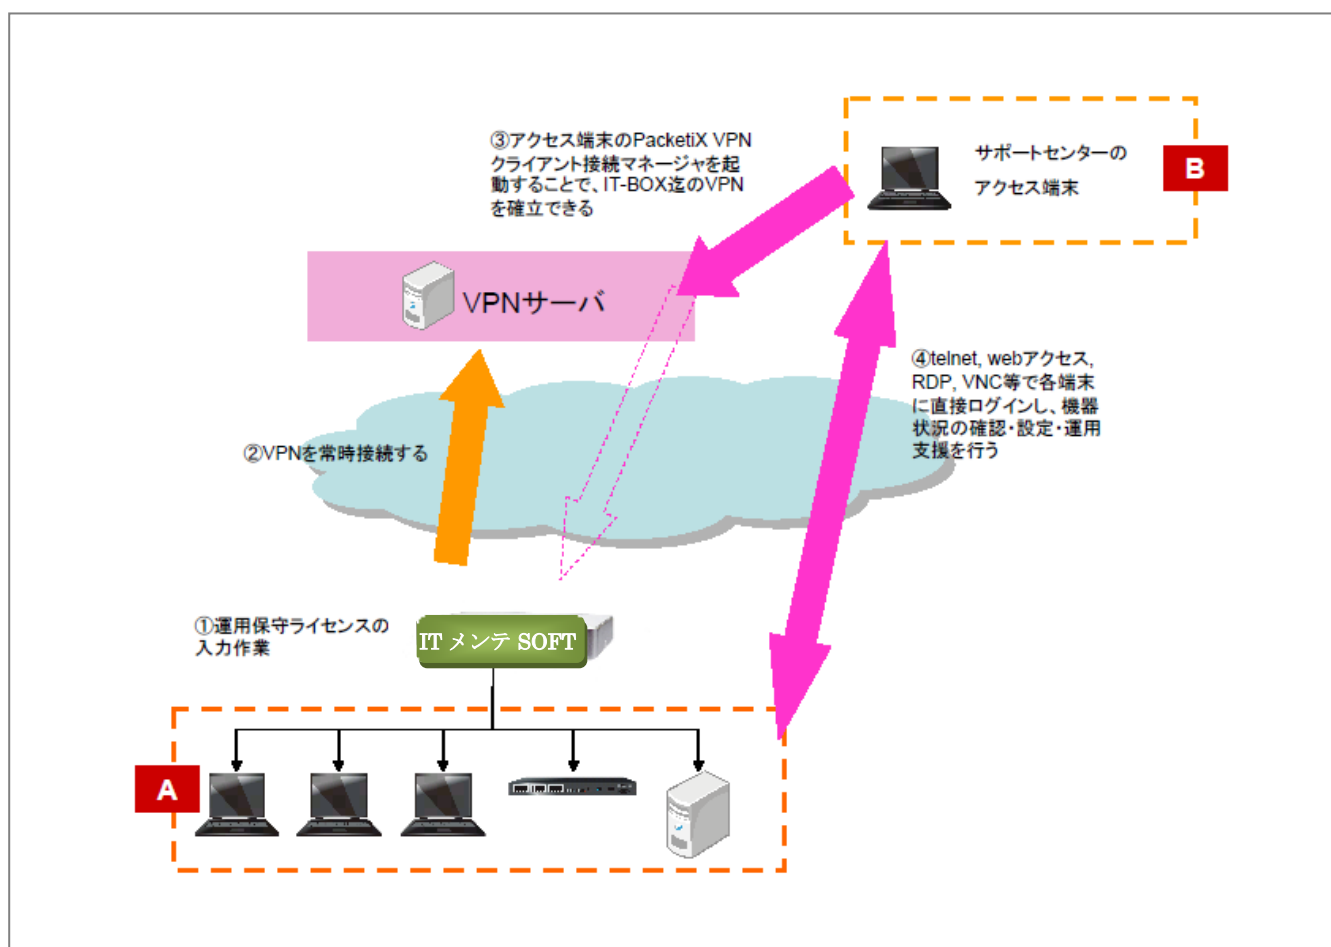 ③アクセス端末のPacketiX VPN
クライアント接続マネージャを起
動することで、IT-BOX迄のVPN
を確立できる
サポートセンターの
アクセス端末
B
VPNサーバ
④telnet, webアクセス,
RDP, VNC等で各端末
に直接ログインし、機器
状況の確認・設定・運用
支援を行う
②VPNを常時接続する
①運用保守ライセンスの
入力作業
IT メンテ SOFT
A